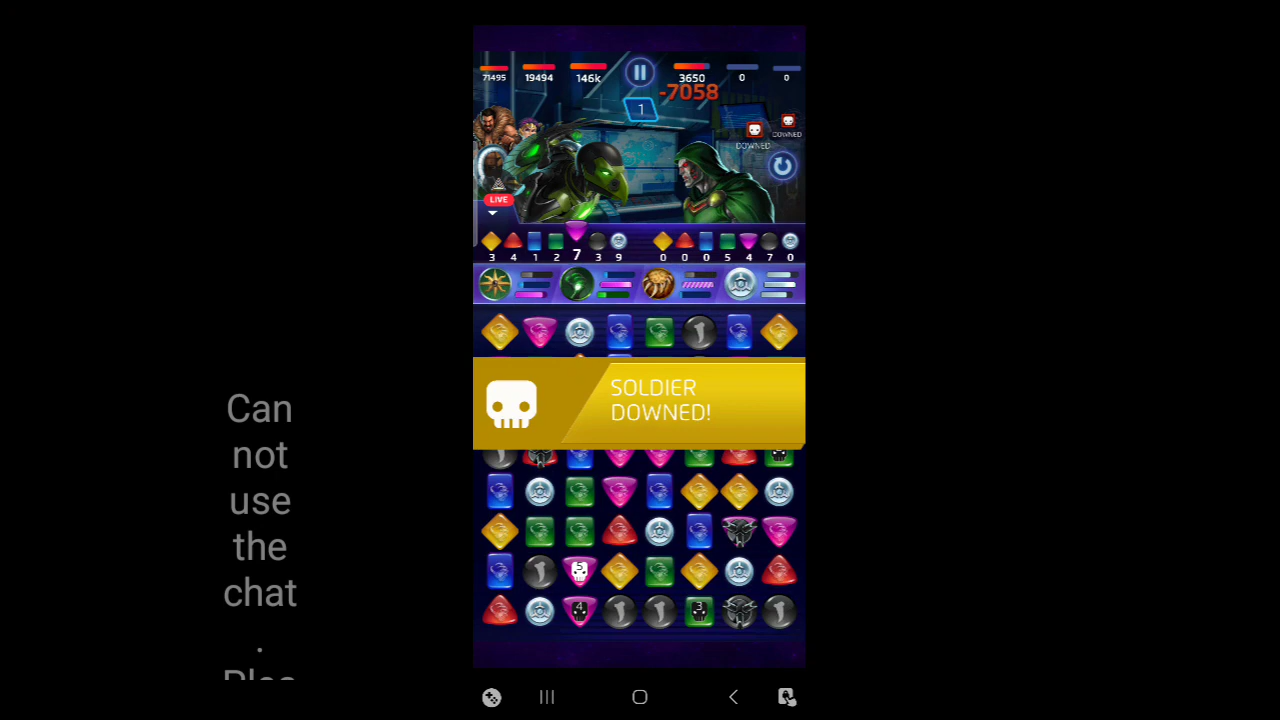 71495 19494 146k 3650 0 0
-7058
1
DOWNED
DOWNED
LIVE
3 4 1 2 7 3 9 0 0 0 5 4 7 0
SOLDIER
DOWNED!
Can
not
use
the
chat
.
5
4 3